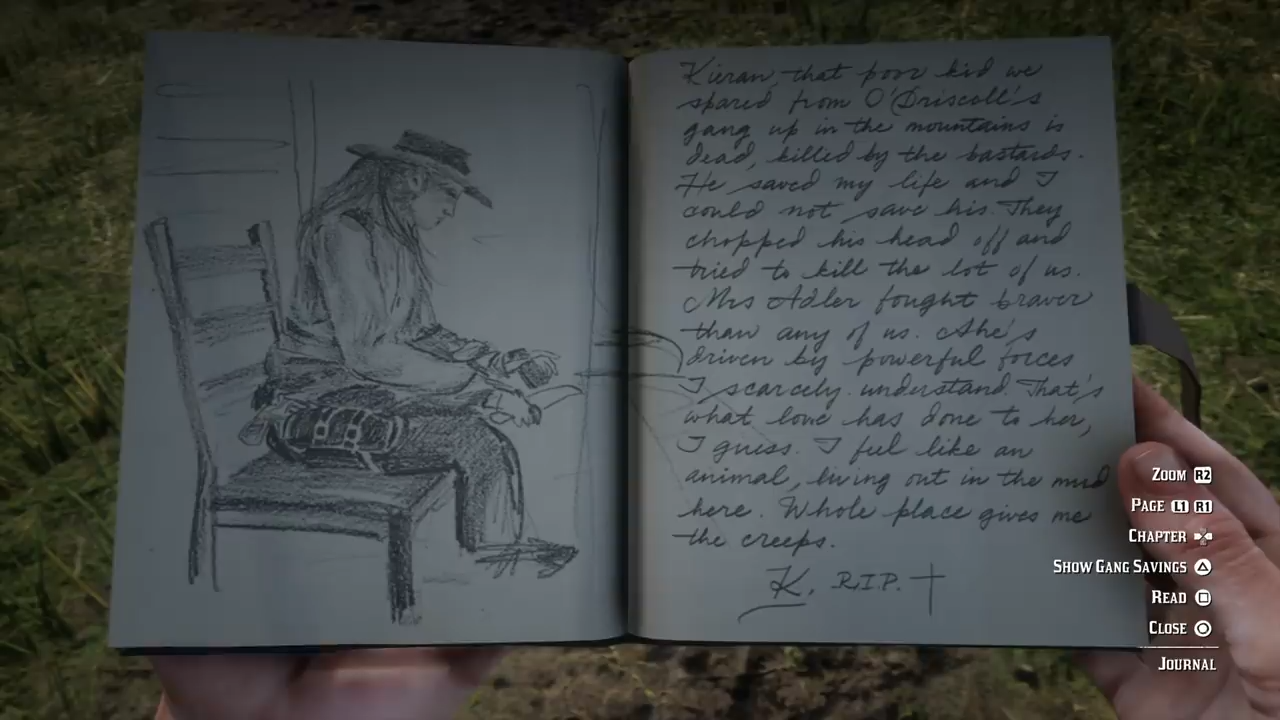 Kieran, that poor kid we
spared from O'Driscoll's
gang up in the mountains is
dead, killed by the bastards.
He saved my life and I
could not save his. They
chopped his head off and
tried to kill the lot of us.
Mrs Adler fought braver
than any of us. She's
driven by powerful forces
I scarcely understand. That's
what love has done to her,
I guess. I feel like an
animal, living out in the mud
here. Whole place gives me
the creeps.
K. R.I.P. †
ZOOM R2
PAGE L1 R1
CHAPTER
SHOW GANG SAVINGS
READ
CLOSE
JOURNAL